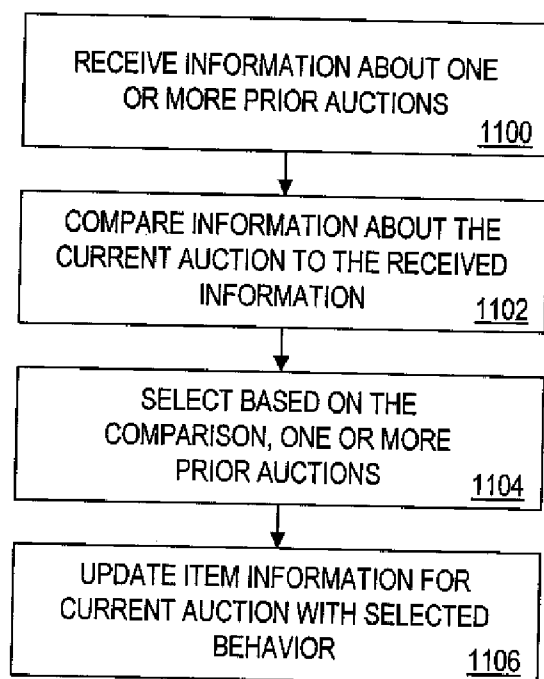 RECEIVE INFORMATION ABOUT ONE
OR MORE PRIOR AUCTIONS
1100
COMPARE INFORMATION ABOUT THE
CURRENT AUCTION TO THE RECEIVED
INFORMATION
1102
SELECT BASED ON THE
COMPARISON, ONE OR MORE
PRIOR AUCTIONS
1104
UPDATE ITEM INFORMATION FOR
CURRENT AUCTION WITH SELECTED
BEHAVIOR
1106